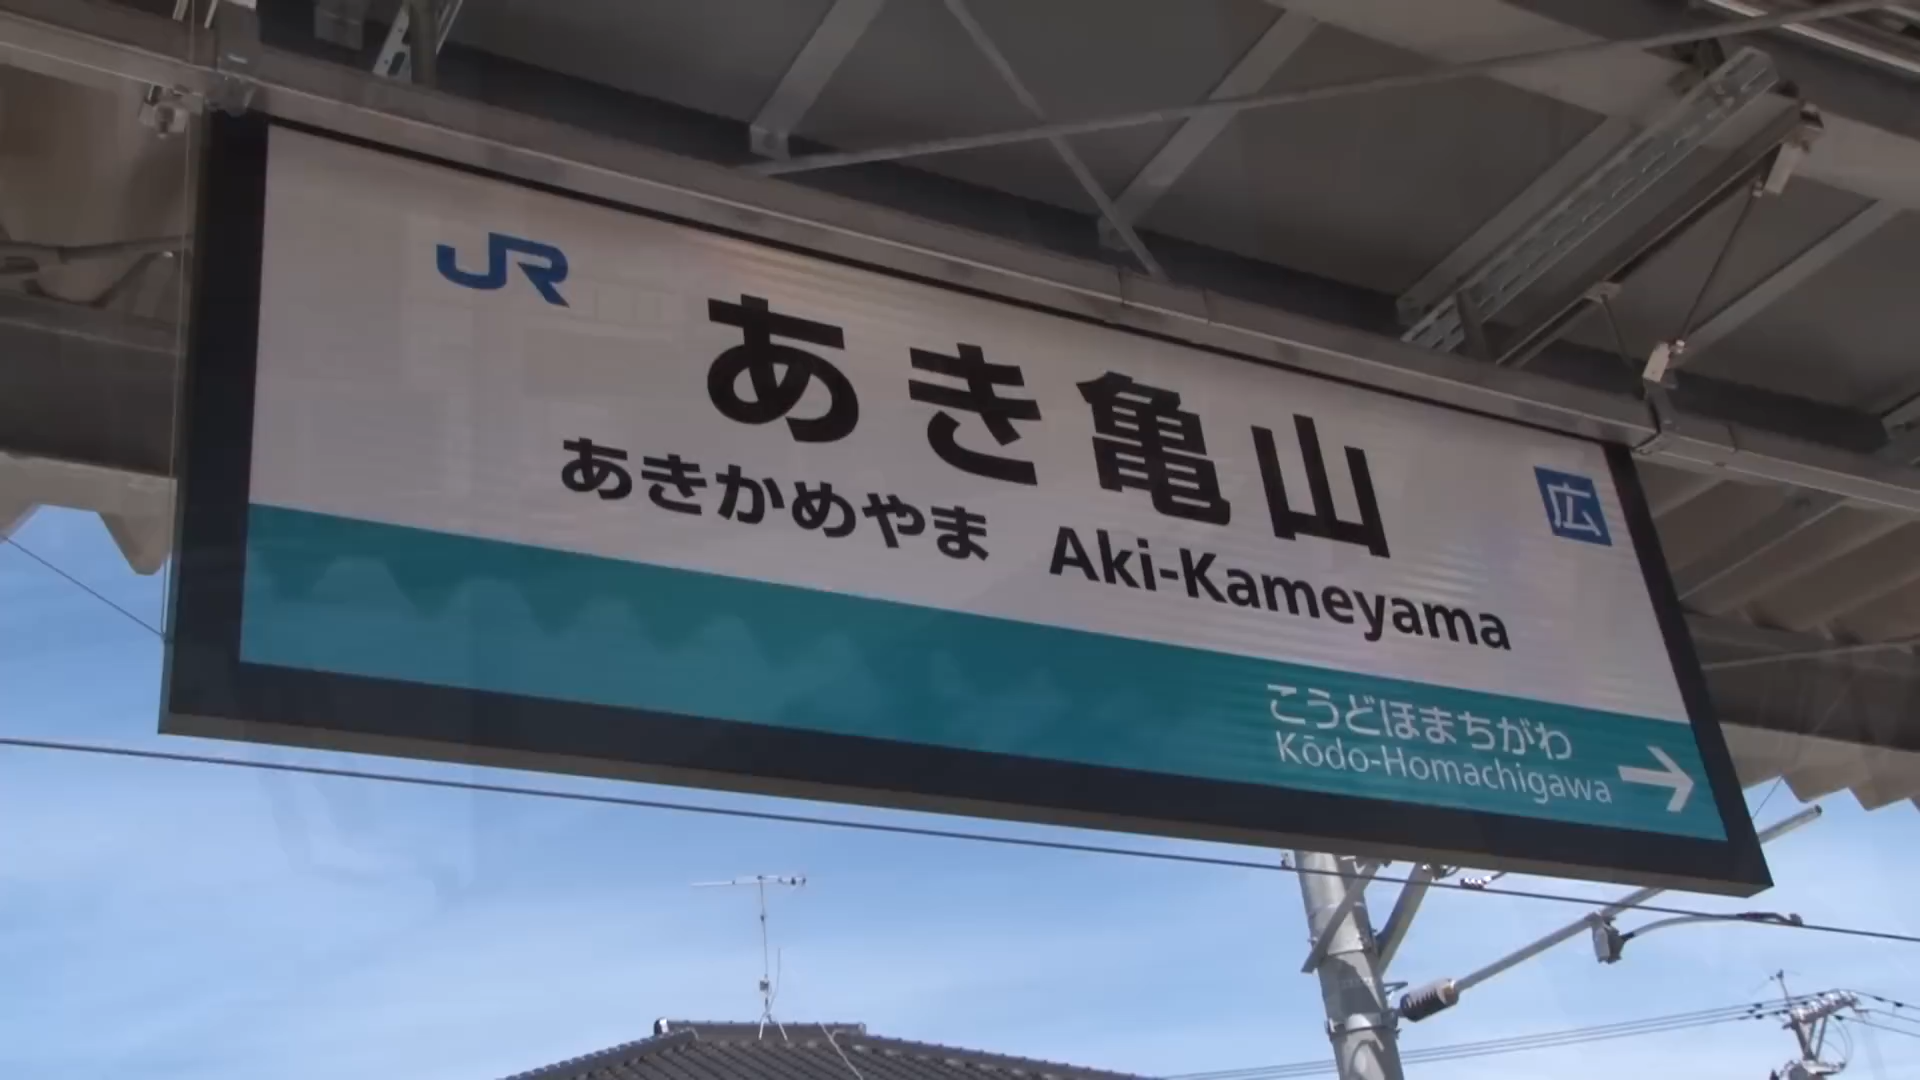 JR
あき亀山
広
あきかめやま Aki-Kameyama
こうどほまちがわ
Kōdo-Homachigawa →